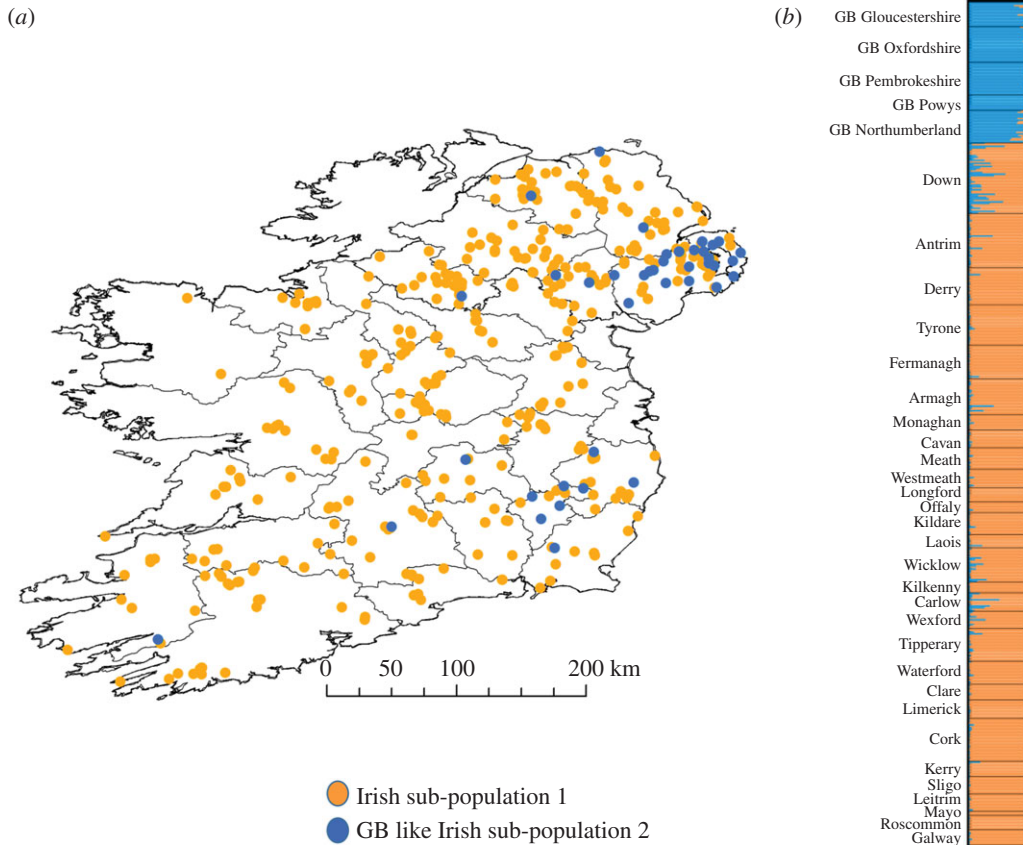 (a)
0 50 100 200 km
Irish sub-population 1
GB like Irish sub-population 2
(b)
GB Gloucestershire
GB Oxfordshire
GB Pembrokeshire
GB Powys
GB Northumberland
Down
Antrim
Derry
Tyrone
Fermanagh
Armagh
Monaghan
Cavan
Meath
Westmeath
Longford
Offaly
Kildare
Laois
Wicklow
Kilkenny
Carlow
Wexford
Tipperary
Waterford
Clare
Limerick
Cork
Kerry
Sligo
Leitrim
Mayo
Roscommon
Galway